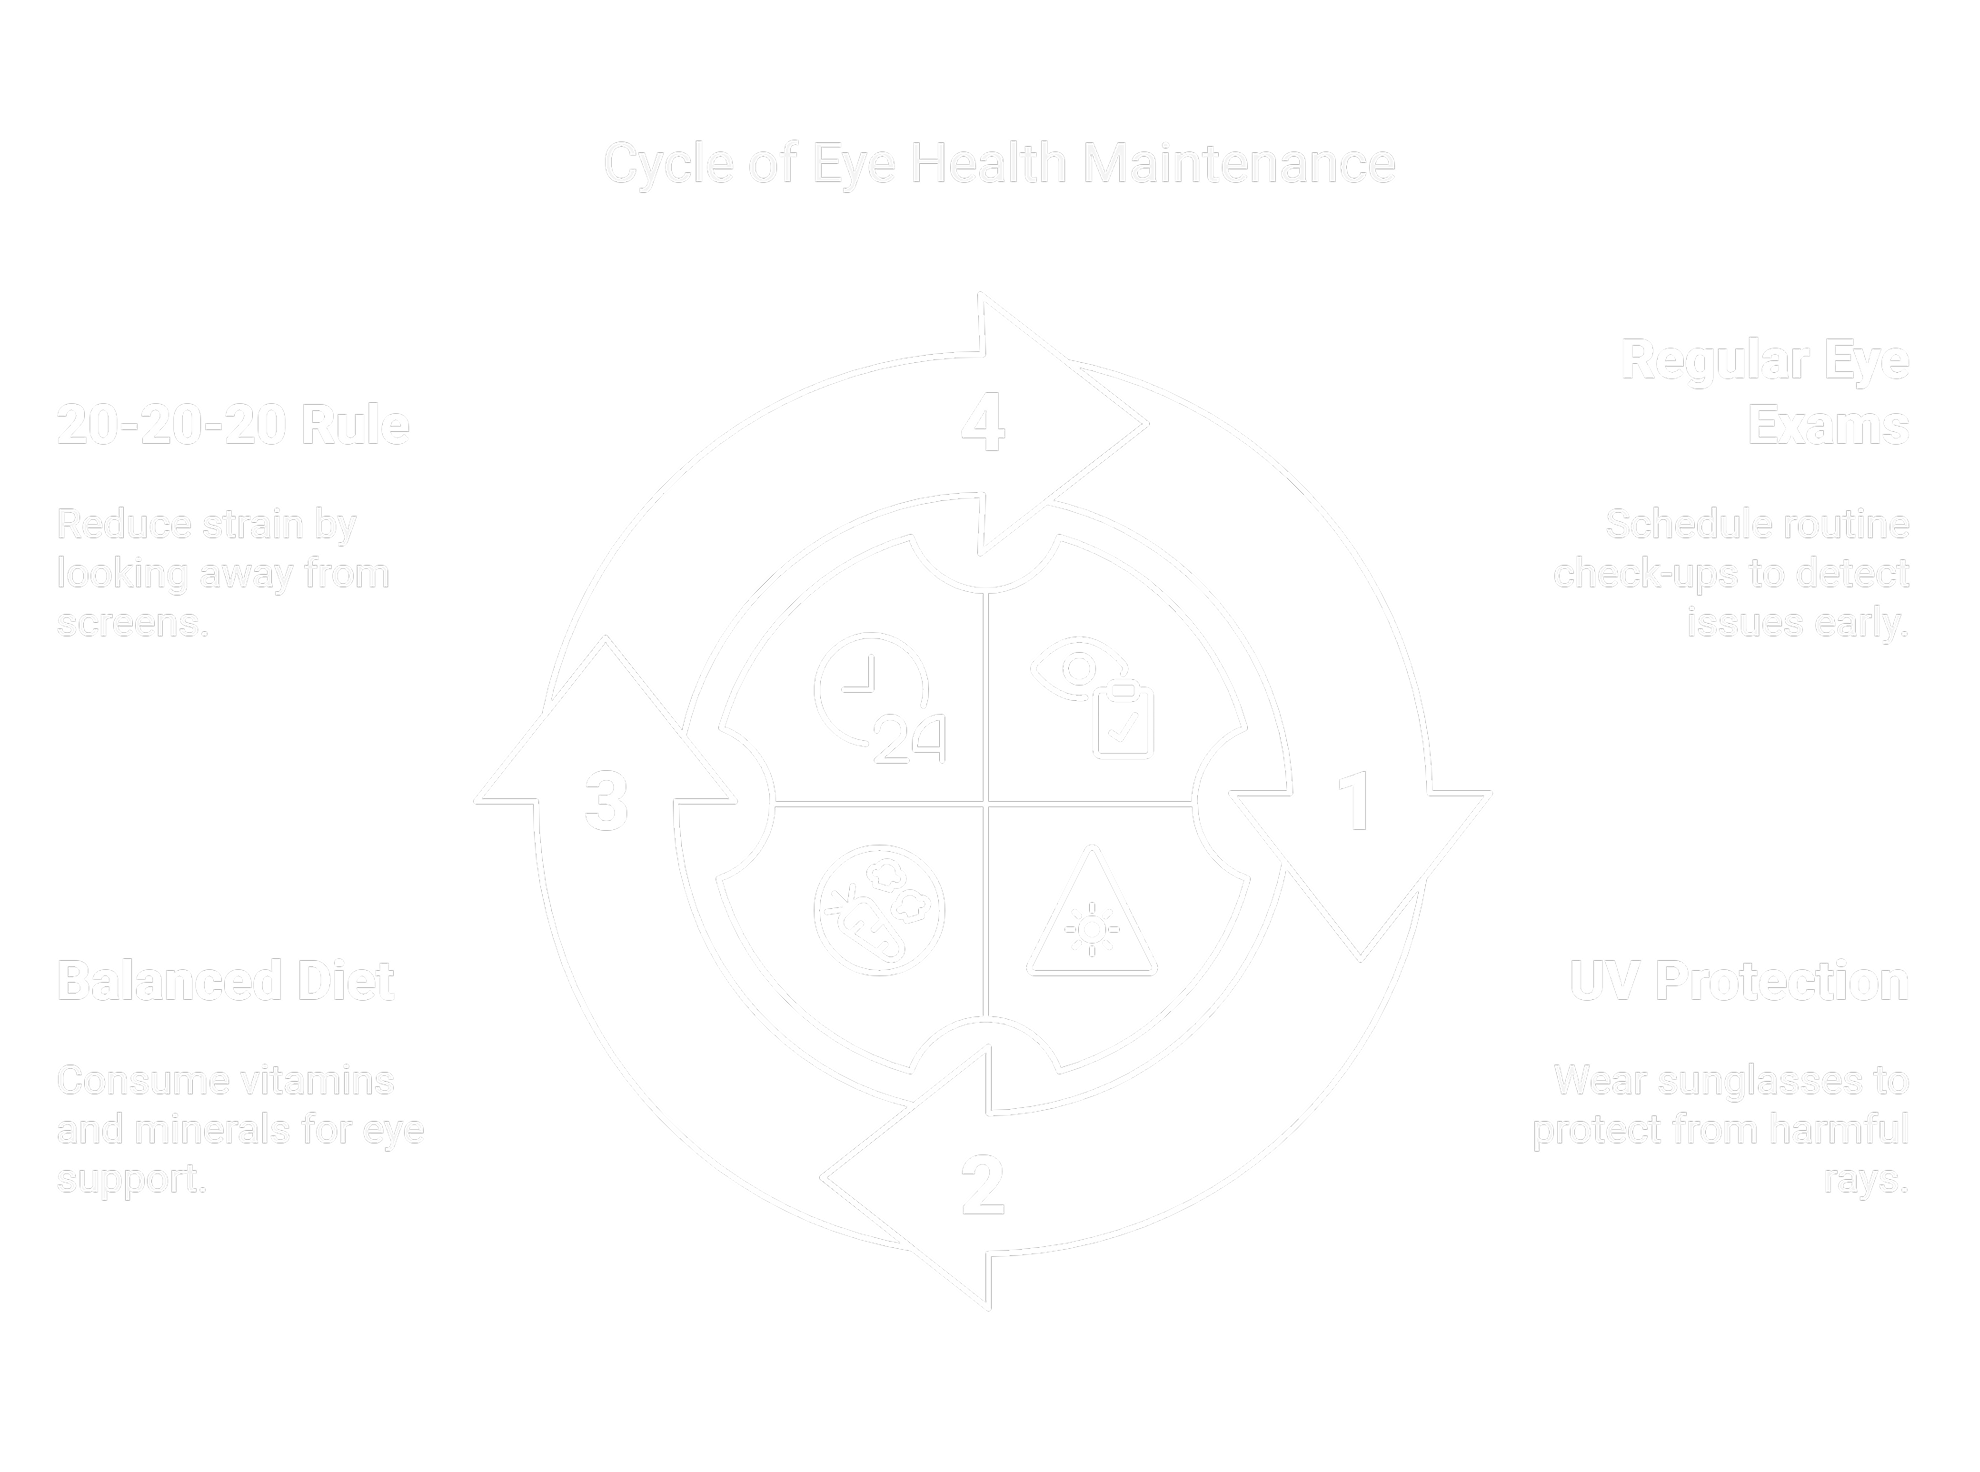 Cycle of Eye Health Maintenance
Regular Eye
Exams
Schedule routine
check-ups to detect
issues early.
20-20-20 Rule
Reduce strain by
looking away from
screens.
4
24
3
1
Balanced Diet
Consume vitamins
and minerals for eye
support.
UV Protection
Wear sunglasses to
protect from harmful
rays.
2